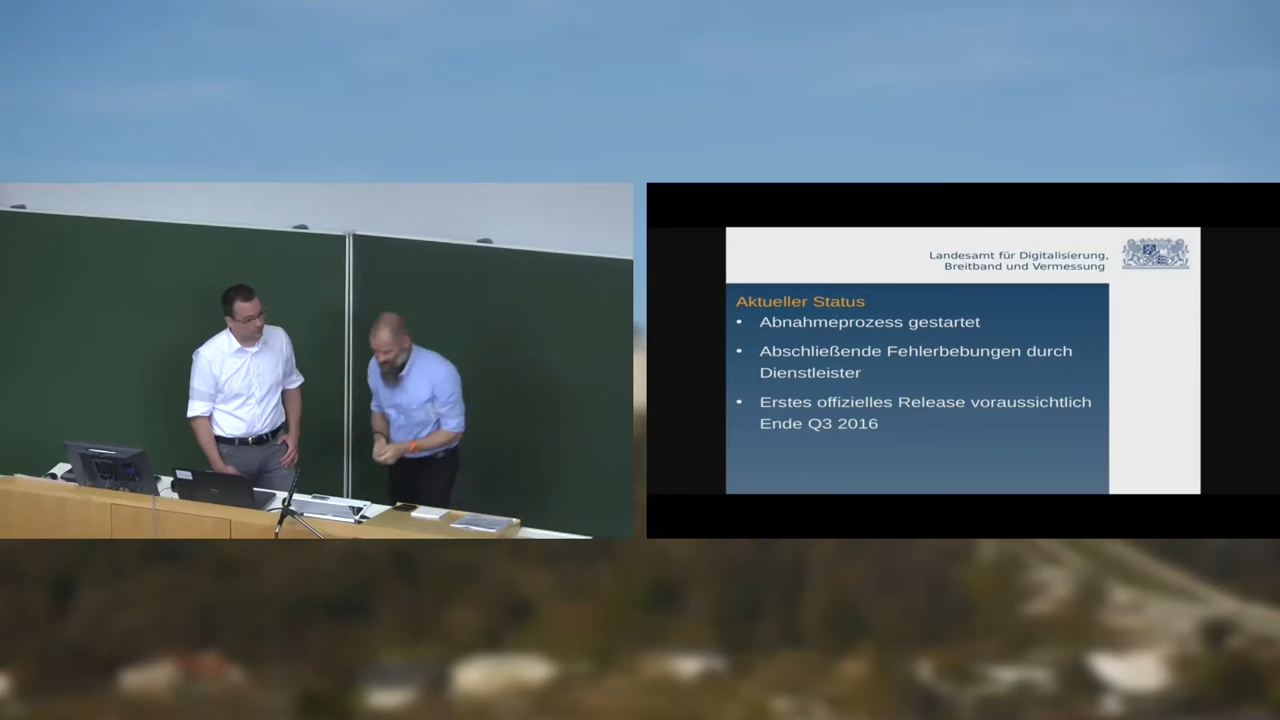 Landesamt für Digitalisierung,
Breitband und Vermessung
Aktueller Status
• Abnahmeprozess gestartet
• Abschließende Fehlerbebungen durch
Dienstleister
• Erstes offizielles Release voraussichtlich
Ende Q3 2016